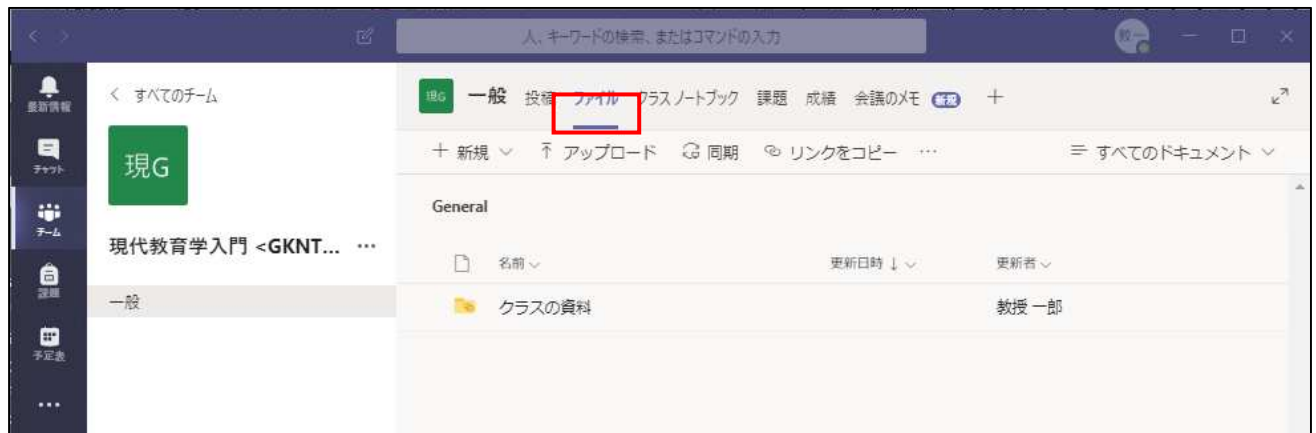 人、キーワードの検索、またはコマンドの入力
教一
最新情報
チャット
チーム
課題
予定表
すべてのチーム
現G
現代教育学入門 <GKNT...
一般
現G 一般 投稿 ファイル クラス ノートブック 課題 成績 会議のメモ 新規
新規 アップロード 同期 リンクをコピー すべてのドキュメント
General
名前 更新日時 更新者
クラスの資料 教授 一郎